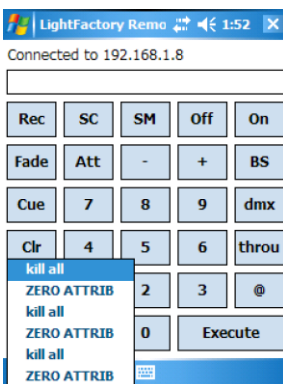 LightFactory Remo 1:52
Connected to 192.168.1.8
Rec SC SM Off On
Fade Att - + BS
Cue 7 8 9 dmx
Clr 4 5 6 throu
kill all
ZERO ATTRIB 2 3 @
kill all
ZERO ATTRIB 0 Execute
kill all
ZERO ATTRIB